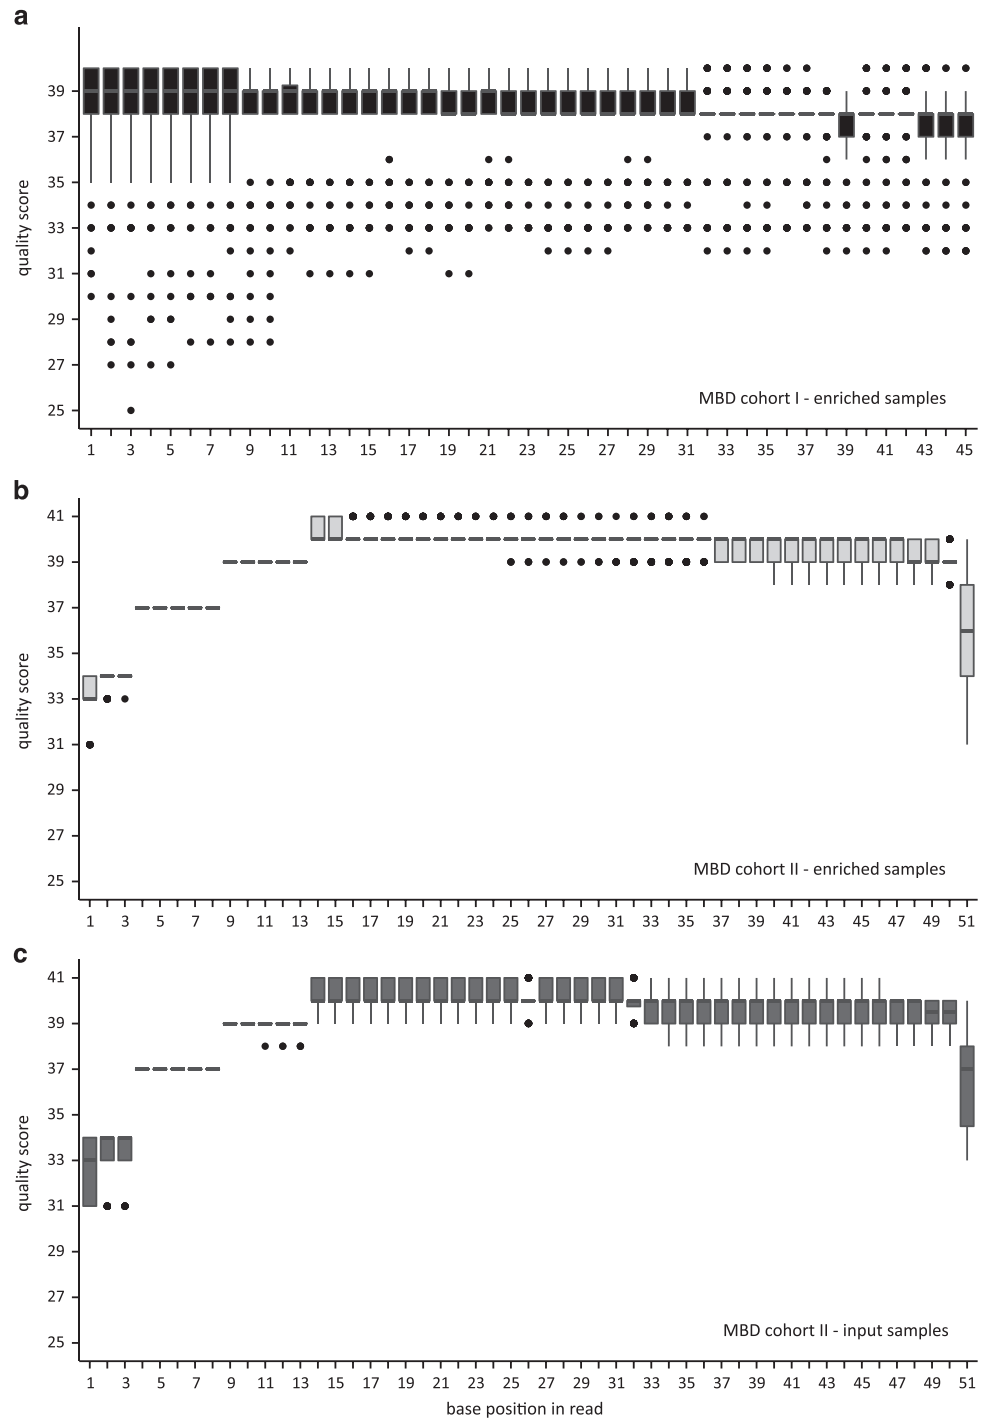 a
39
37
35
33
31
29
27
25
quality score
MBD cohort I - enriched samples
1 3 5 7 9 11 13 15 17 19 21 23 25 27 29 31 33 35 37 39 41 43 45
b
41
39
37
35
33
31
29
27
25
quality score
MBD cohort II - enriched samples
1 3 5 7 9 11 13 15 17 19 21 23 25 27 29 31 33 35 37 39 41 43 45 47 49 51
c
41
39
37
35
33
31
29
27
25
quality score
MBD cohort II - input samples
1 3 5 7 9 11 13 15 17 19 21 23 25 27 29 31 33 35 37 39 41 43 45 47 49 51
base position in read